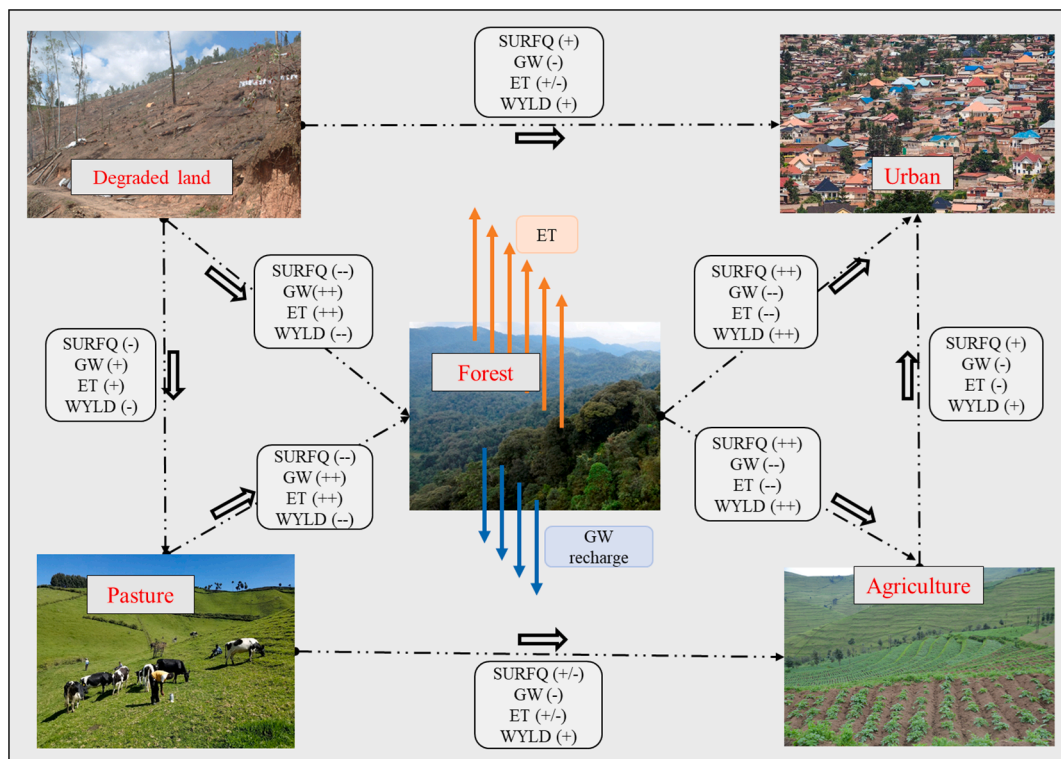 SURFQ (+)
GW (-)
ET (+/-)
WYLD (+)
Degraded land
Urban
ET
SURFQ (--)
GW(++)
ET (++)
WYLD (--)
SURFQ (++)
GW (--)
ET (--)
WYLD (++)
SURFQ (-)
GW (+)
ET (+)
WYLD (-)
Forest
SURFQ (+)
GW (-)
ET (-)
WYLD (+)
SURFQ (--)
GW (++)
ET (++)
WYLD (--)
SURFQ (++)
GW (--)
ET (--)
WYLD (++)
GW
recharge
Pasture
Agriculture
SURFQ (+/-)
GW (-)
ET (+/-)
WYLD (+)